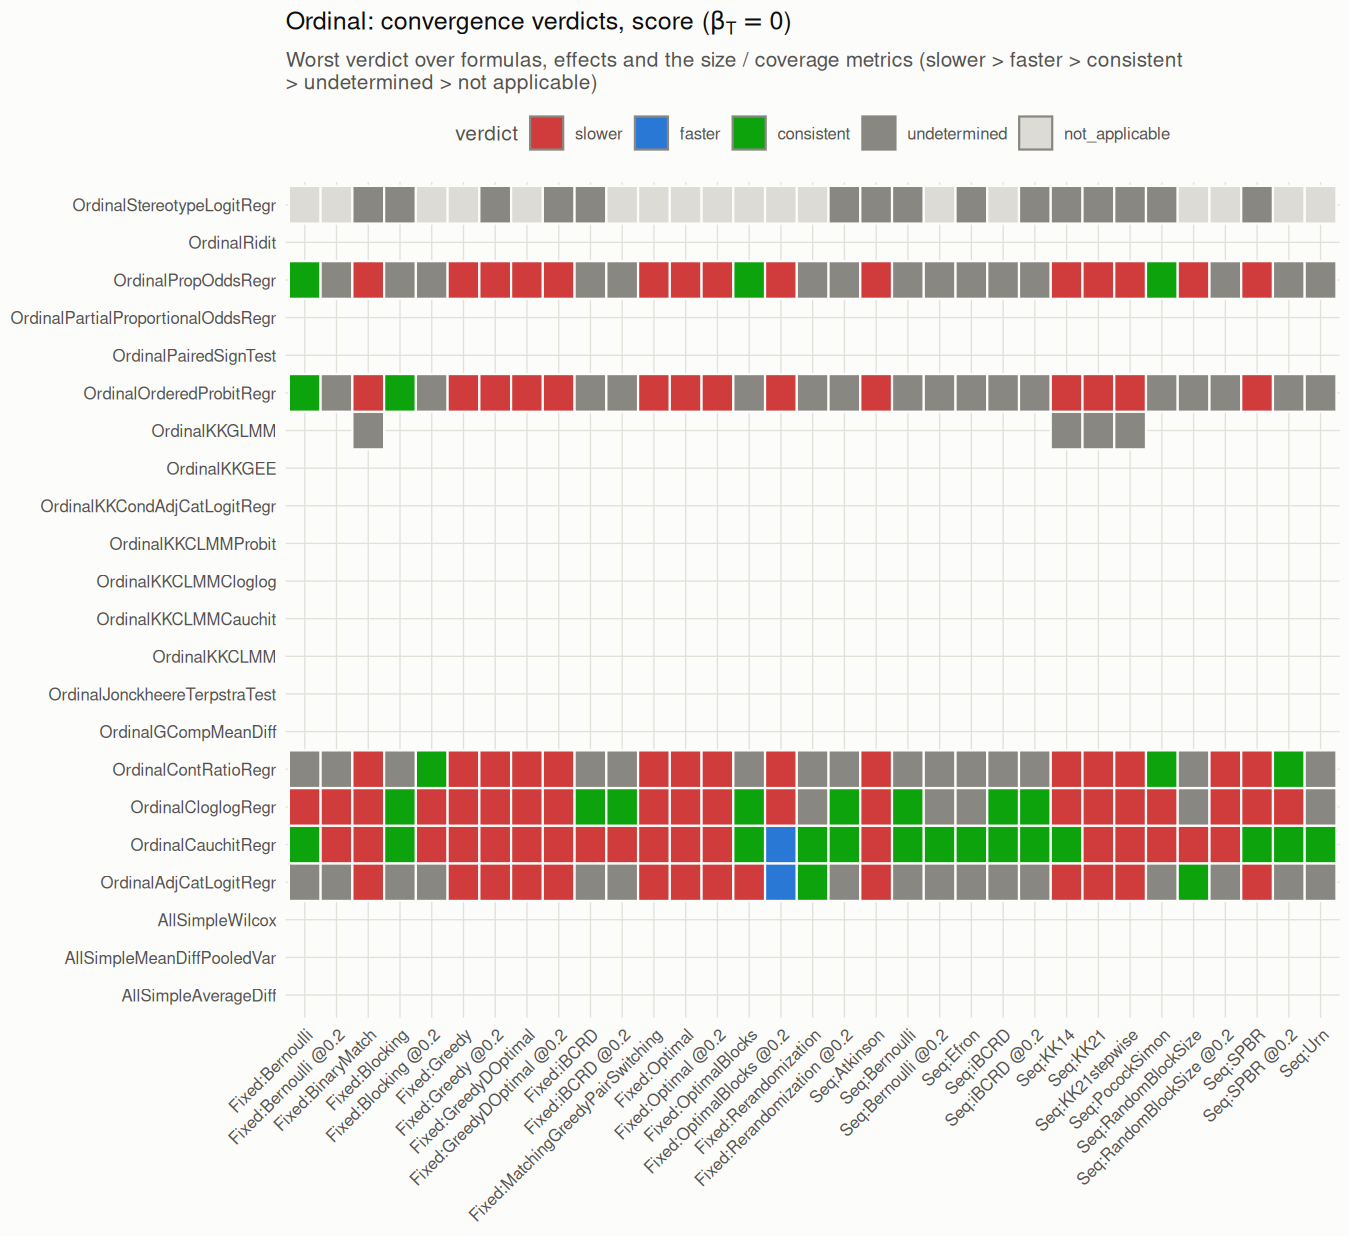 Ordinal: convergence verdicts, score (βT = 0)
Worst verdict over formulas, effects and the size / coverage metrics (slower > faster > consistent
> undetermined > not applicable)
verdict slower faster consistent undetermined not_applicable
OrdinalStereotypeLogitRegr
OrdinalRidit
OrdinalPropOddsRegr
OrdinalPartialProportionalOddsRegr
OrdinalPairedSignTest
OrdinalOrderedProbitRegr
OrdinalKKGLMM
OrdinalKKGEE
OrdinalKKCondAdjCatLogitRegr
OrdinalKKCLMMProbit
OrdinalKKCLMMCloglog
OrdinalKKCLMMCauchit
OrdinalKKCLMM
OrdinalJonckheereTerpstraTest
OrdinalGCompMeanDiff
OrdinalContRatioRegr
OrdinalCloglogRegr
OrdinalCauchitRegr
OrdinalAdjCatLogitRegr
AllSimpleWilcox
AllSimpleMeanDiffPooledVar
AllSimpleAverageDiff
Fixed:Bernoulli
Fixed:Bernoulli @0.2
Fixed:BinaryMatch
Fixed:Blocking
Fixed:Blocking @0.2
Fixed:Greedy
Fixed:Greedy @0.2
Fixed:GreedyDOptimal
Fixed:GreedyDOptimal @0.2
Fixed:iBCRD
Fixed:iBCRD @0.2
Fixed:MatchingGreedyPairSwitching
Fixed:Optimal
Fixed:Optimal @0.2
Fixed:OptimalBlocks
Fixed:OptimalBlocks @0.2
Fixed:Rerandomization
Fixed:Rerandomization @0.2
Seq:Atkinson
Seq:Bernoulli
Seq:Bernoulli @0.2
Seq:Efron
Seq:iBCRD
Seq:iBCRD @0.2
Seq:KK14
Seq:KK21
Seq:KK21stepwise
Seq:PocockSimon
Seq:RandomBlockSize
Seq:RandomBlockSize @0.2
Seq:SPBR
Seq:SPBR @0.2
Seq:Urn